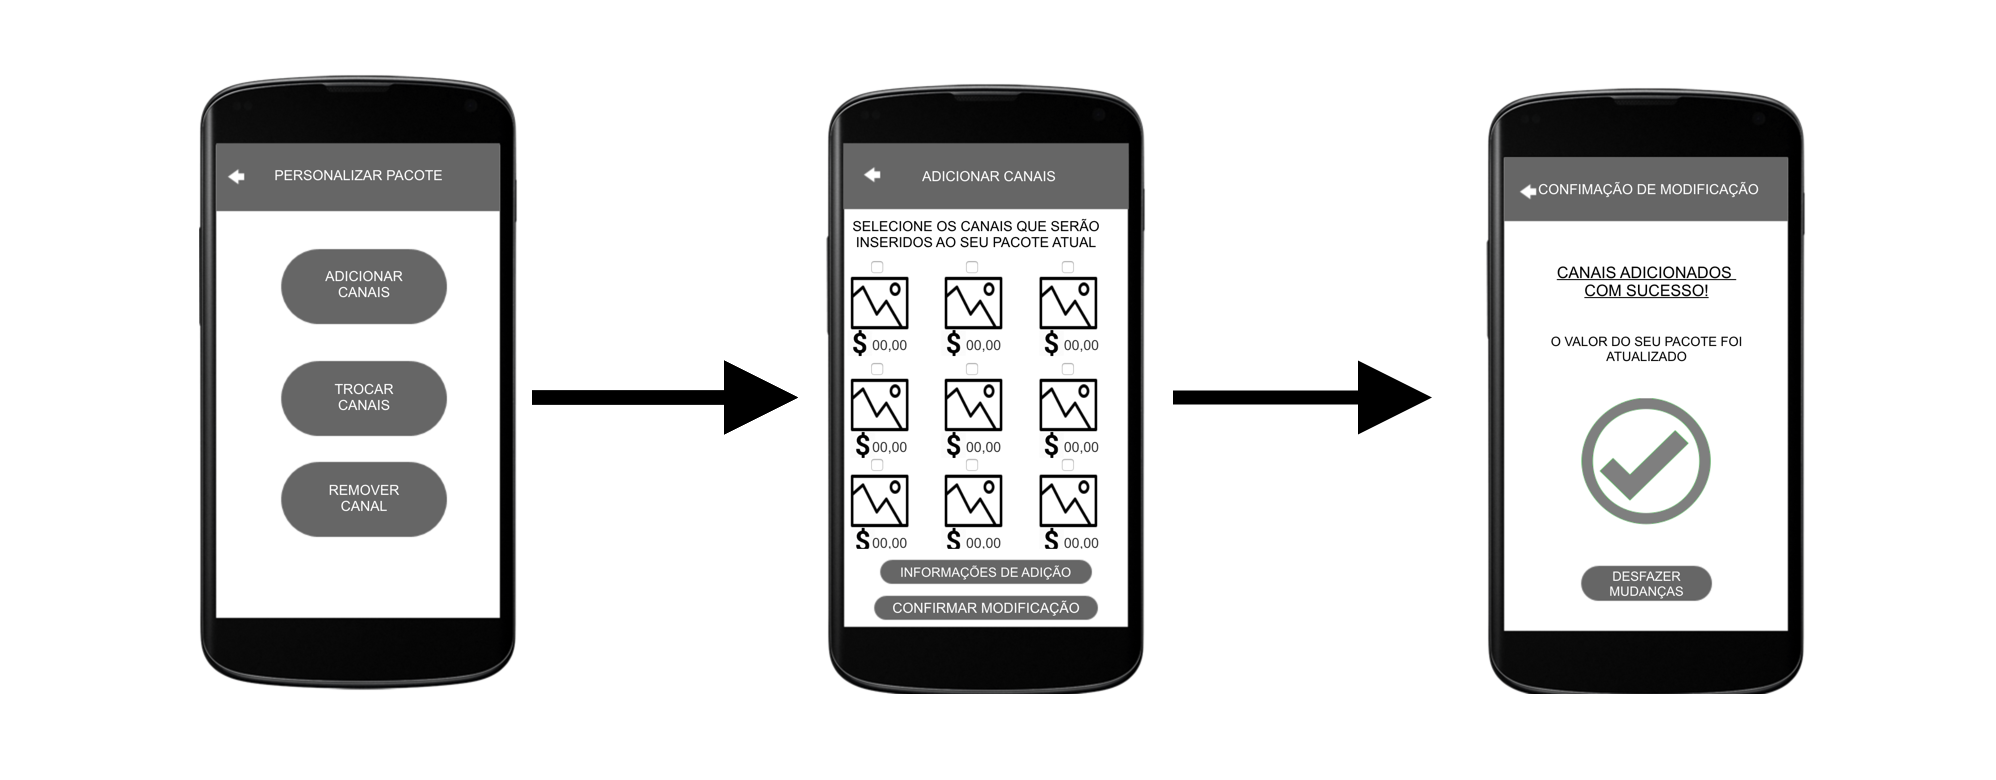 PERSONALIZAR PACOTE
ADICIONAR
CANAIS
TROCAR
CANAIS
REMOVER
CANAL
ADICIONAR CANAIS
SELECIONE OS CANAIS QUE SERÃO
INSERIDOS AO SEU PACOTE ATUAL
$ 00,00 $ 00,00 $ 00,00
$ 00,00 $ 00,00 $ 00,00
$ 00,00 $ 00,00 $ 00,00
INFORMAÇÕES DE ADIÇÃO
CONFIRMAR MODIFICAÇÃO
CONFIMAÇÃO DE MODIFICAÇÃO
CANAIS ADICIONADOS
COM SUCESSO!
O VALOR DO SEU PACOTE FOI
ATUALIZADO
DESFAZER
MUDANÇAS